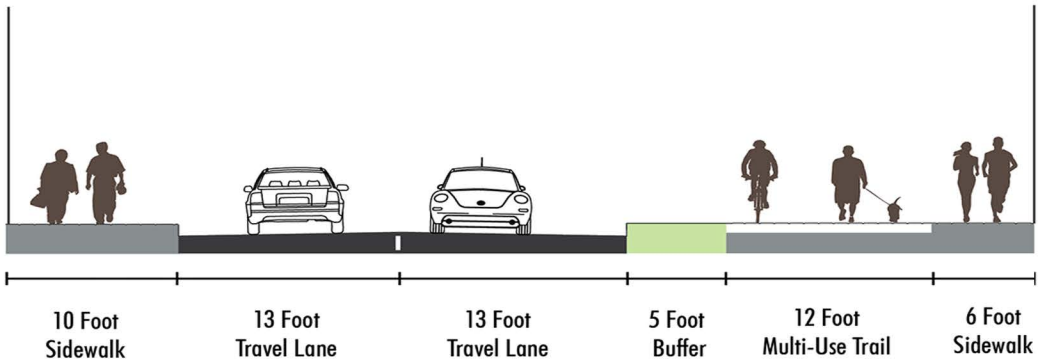 10 Foot
Sidewalk
13 Foot
Travel Lane
13 Foot
Travel Lane
5 Foot
Buffer
12 Foot
Multi-Use Trail
6 Foot
Sidewalk